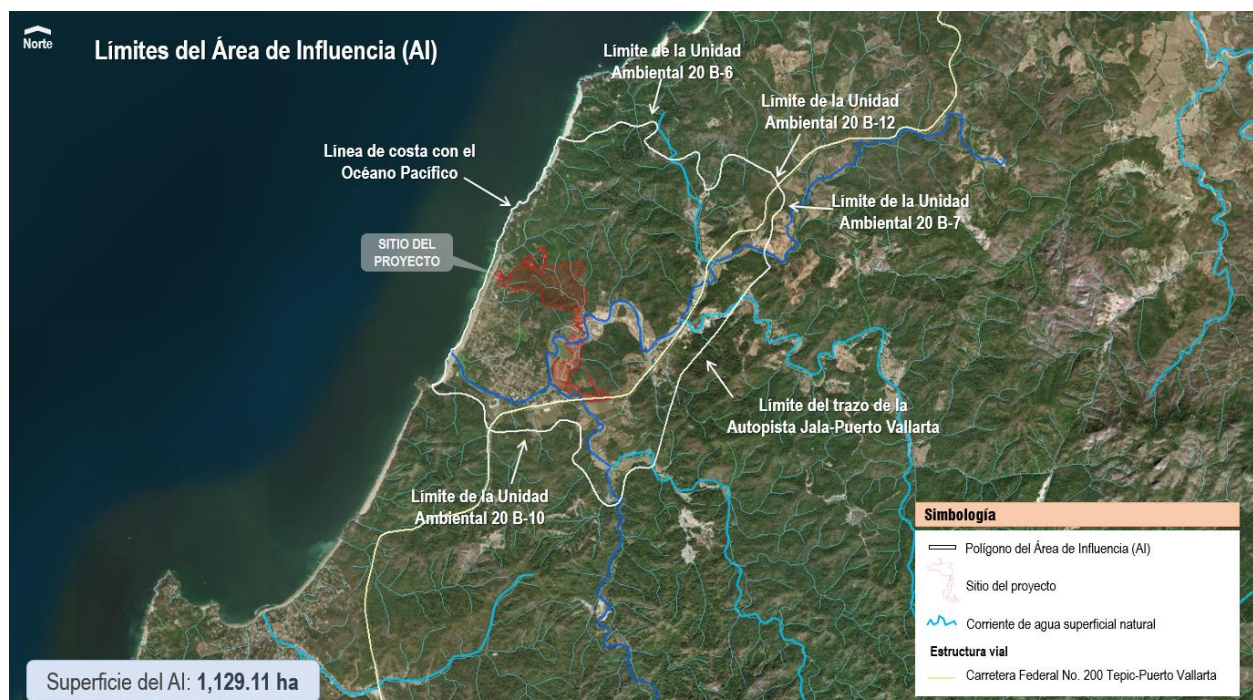 Norte
Límites del Área de Influencia (AI)
Límite de la Unidad
Ambiental 20 B-6
Límite de la Unidad
Ambiental 20 B-12
Línea de costa con el
Océano Pacífico
Límite de la Unidad
Ambiental 20 B-7
SITIO DEL
PROYECTO
Límite del trazo de la
Autopista Jala-Puerto Vallarta
Límite de la Unidad
Ambiental 20 B-10
Simbología
Polígono del Área de Influencia (AI)
Sitio del proyecto
Corriente de agua superficial natural
Estructura vial
Carretera Federal No. 200 Tepic-Puerto Vallarta
Superficie del AI: 1,129.11 ha